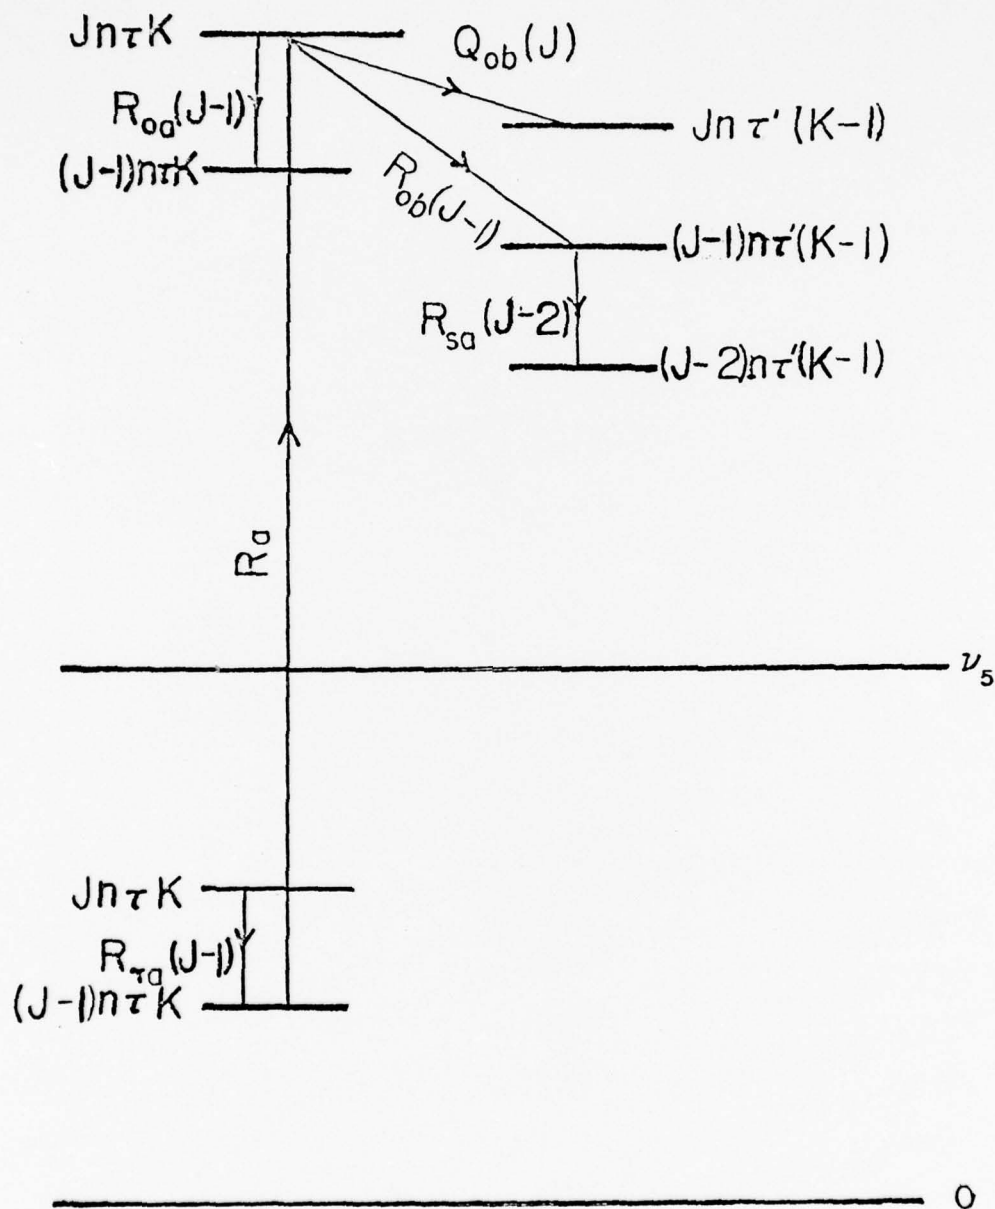 JnτK
Q_ob(J)
R_oa(J-1)
Jnτ'(K-1)
(J-1)nτK
R_ob(J-1)
(J-1)nτ'(K-1)
R_sa(J-2)
(J-2)nτ'(K-1)
R_a
ν_5
JnτK
R_τa(J-1)
(J-1)nτK
0